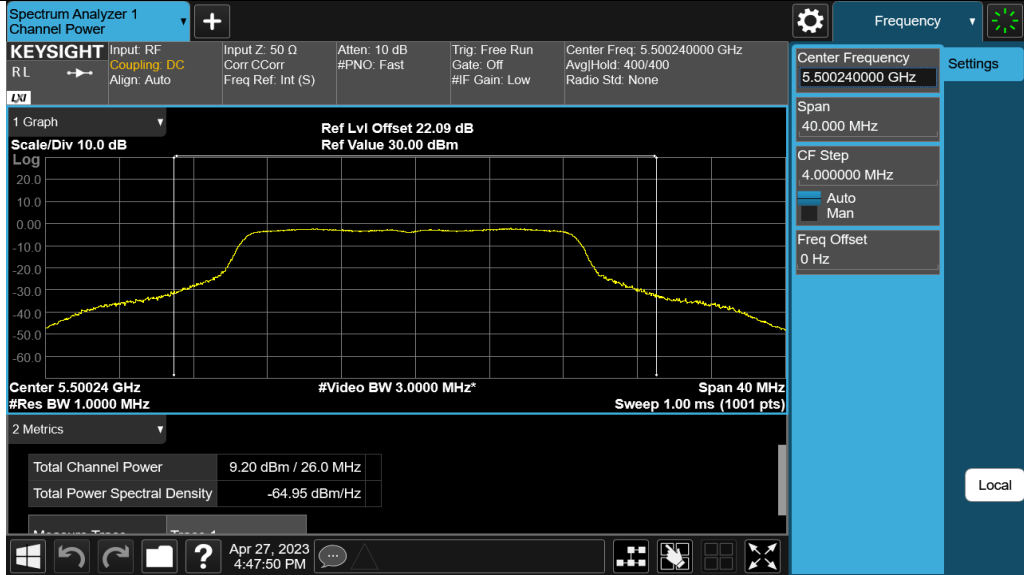 Spectrum Analyzer 1
Channel Power
+
Frequency
KEYSIGHT
R L
LXI
Input: RF
Coupling: DC
Align: Auto
Input Z: 50 Ω
Corr CCorr
Freq Ref: Int (S)
Atten: 10 dB
#PNO: Fast
Trig: Free Run
Gate: Off
#IF Gain: Low
Center Freq: 5.500240000 GHz
Avg|Hold: 400/400
Radio Std: None
Center Frequency
5.500240000 GHz
Settings
Span
40.000 MHz
CF Step
4.000000 MHz
Auto
Man
Freq Offset
0 Hz
1 Graph
Scale/Div 10.0 dB
Ref Lvl Offset 22.09 dB
Ref Value 30.00 dBm
Log
20.0
10.0
0.00
-10.0
-20.0
-30.0
-40.0
-50.0
-60.0
Center 5.50024 GHz
#Video BW 3.0000 MHz*
Span 40 MHz
#Res BW 1.0000 MHz
Sweep 1.00 ms (1001 pts)
2 Metrics
Total Channel Power 9.20 dBm / 26.0 MHz
Total Power Spectral Density -64.95 dBm/Hz
Measure Trace Trace 1
Local
?
Apr 27, 2023
4:47:50 PM